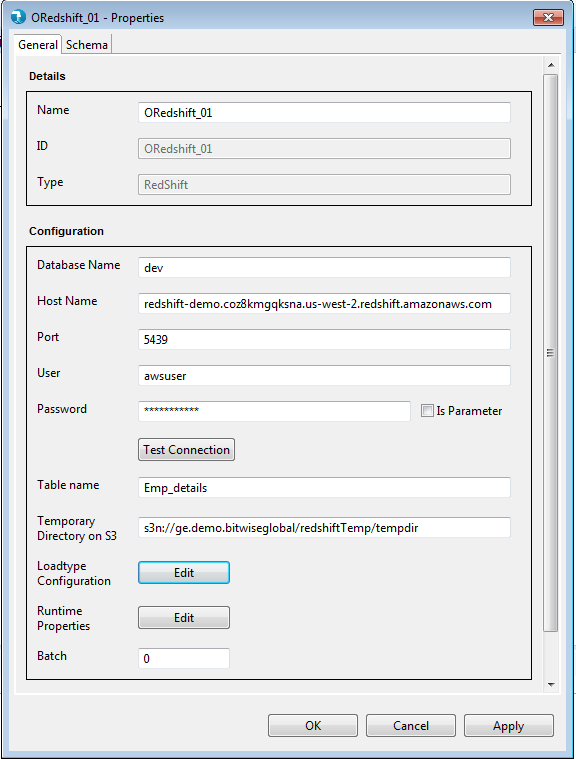 ORedshift_01 - Properties
General Schema
Details
Name ORedshift_01
ID ORedshift_01
Type RedShift
Configuration
Database Name dev
Host Name redshift-demo.coz8kmgqksna.us-west-2.redshift.amazonaws.com
Port 5439
User awsuser
Password *********** Is Parameter
Test Connection
Table name Emp_details
Temporary
Directory on S3 s3n://ge.demo.bitwiseglobal/redshiftTemp/tempdir
Loadtype
Configuration Edit
Runtime
Properties Edit
Batch 0
OK Cancel Apply